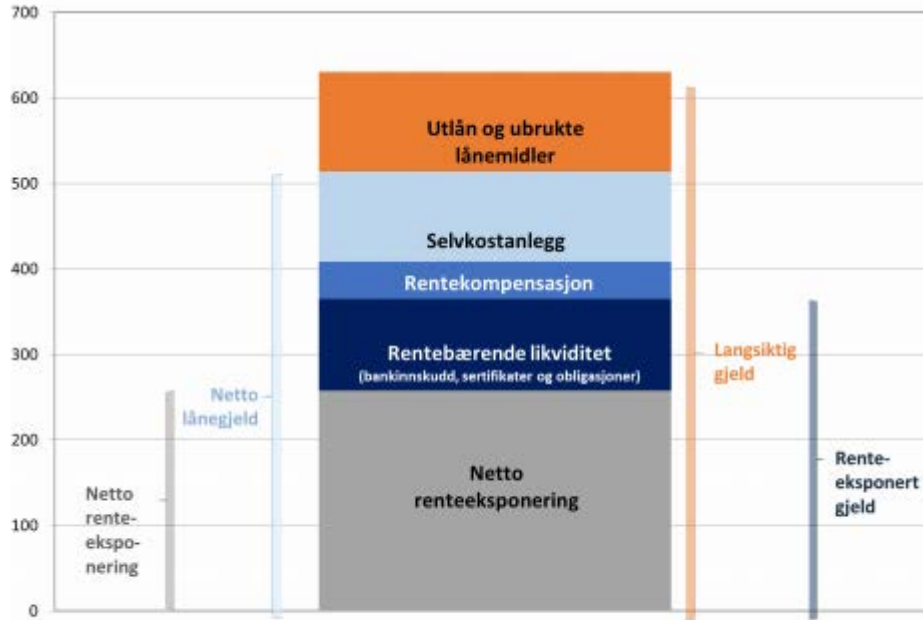 700
600
500
400
300
200
100
0
Utlån og ubrukte
lånemidler
Selvkostanlegg
Rentekompensasjon
Rentebærende likviditet
(bankinnskudd, sertifikater og obligasjoner)
Netto
renteeksponering
Netto
rente-
ekspo-
nering
Netto
lånegjeld
Langsiktig
gjeld
Rente-
eksponert
gjeld